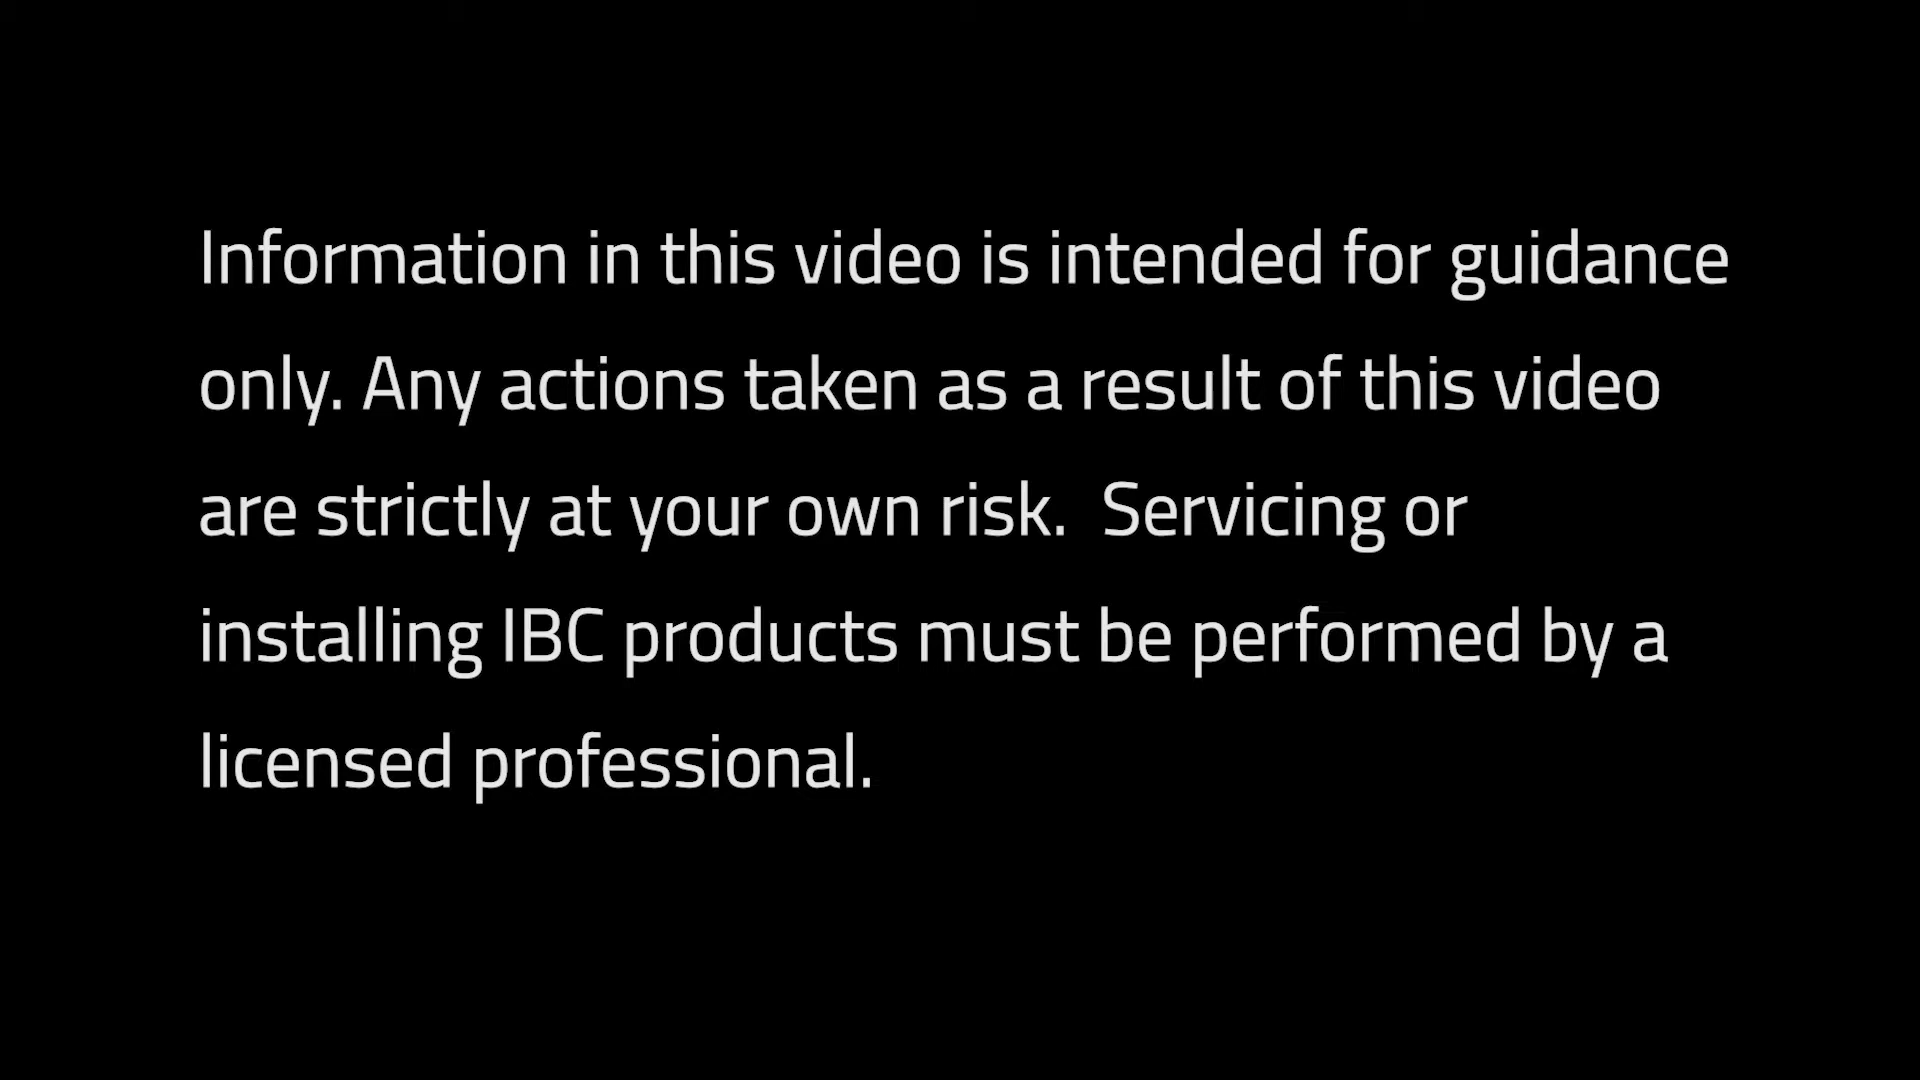 Information in this video is intended for guidance
only. Any actions taken as a result of this video
are strictly at your own risk.  Servicing or
installing IBC products must be performed by a
licensed professional.